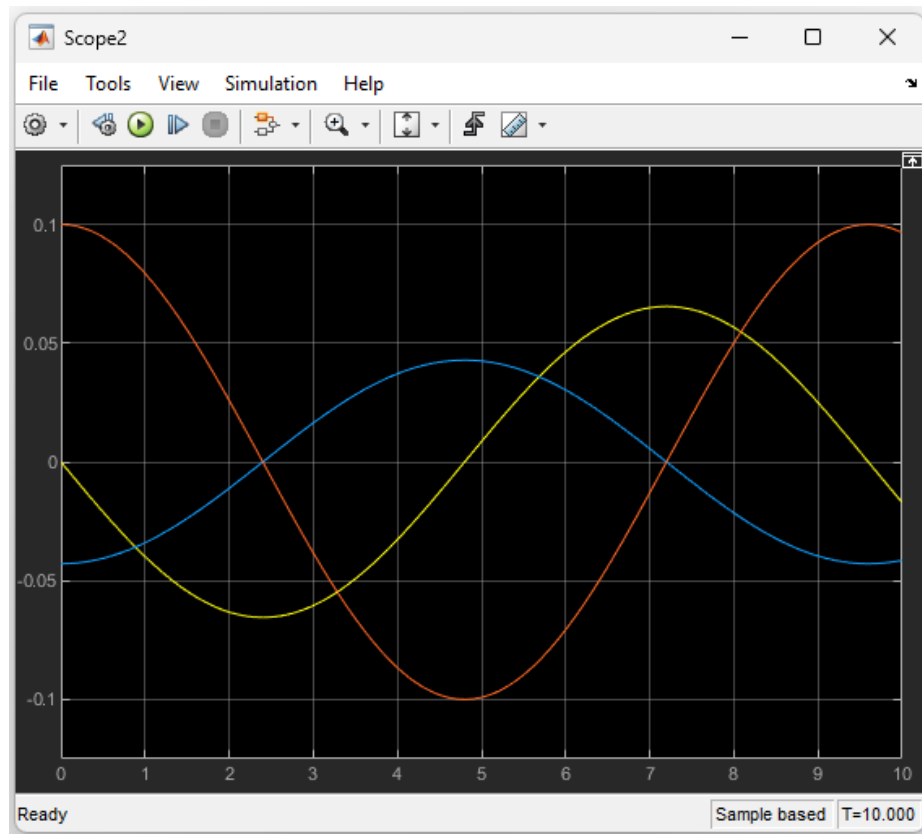 Scope2
File Tools View Simulation Help
0.1
0.05
0
-0.05
-0.1
0 1 2 3 4 5 6 7 8 9 10
Ready Sample based T=10.000